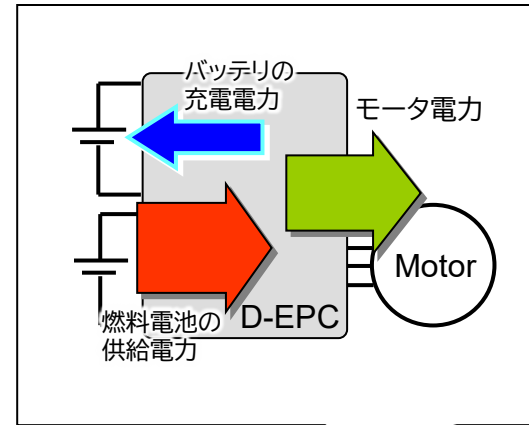 バッテリの
充電電力
モータ電力
Motor
D-EPC
燃料電池の
供給電力